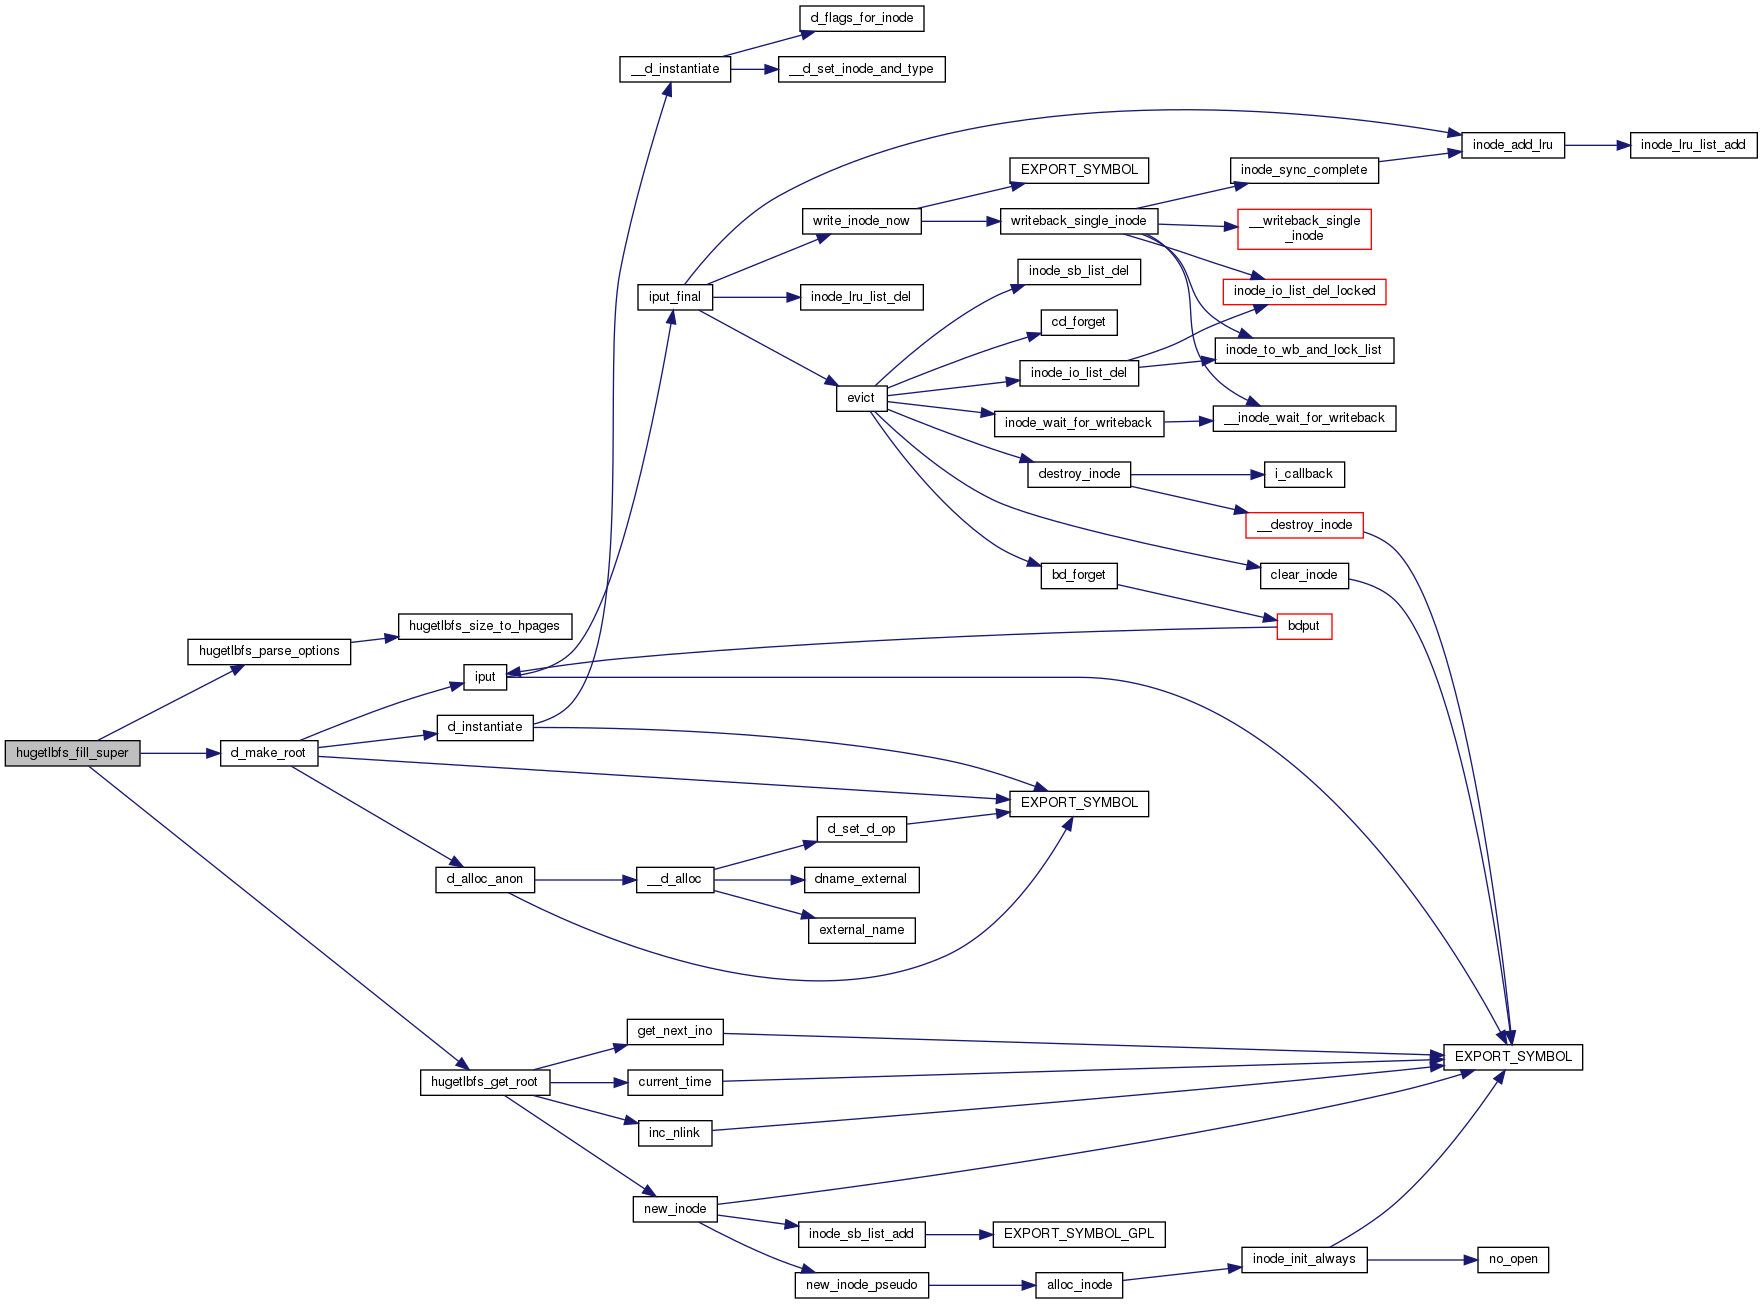 d_flags_for_inode
__d_instantiate
__d_set_inode_and_type
inode_add_lru
inode_lru_list_add
EXPORT_SYMBOL
inode_sync_complete
write_inode_now
writeback_single_inode
__writeback_single
_inode
inode_sb_list_del
iput_final
inode_lru_list_del
inode_io_list_del_locked
cd_forget
inode_to_wb_and_lock_list
inode_io_list_del
evict
inode_wait_for_writeback
__inode_wait_for_writeback
destroy_inode
i_callback
__destroy_inode
bd_forget
clear_inode
hugetlbfs_size_to_hpages
bdput
hugetlbfs_parse_options
iput
d_instantiate
hugetlbfs_fill_super
d_make_root
EXPORT_SYMBOL
d_set_d_op
d_alloc_anon
__d_alloc
dname_external
external_name
get_next_ino
EXPORT_SYMBOL
hugetlbfs_get_root
current_time
inc_nlink
new_inode
inode_sb_list_add
EXPORT_SYMBOL_GPL
inode_init_always
no_open
new_inode_pseudo
alloc_inode